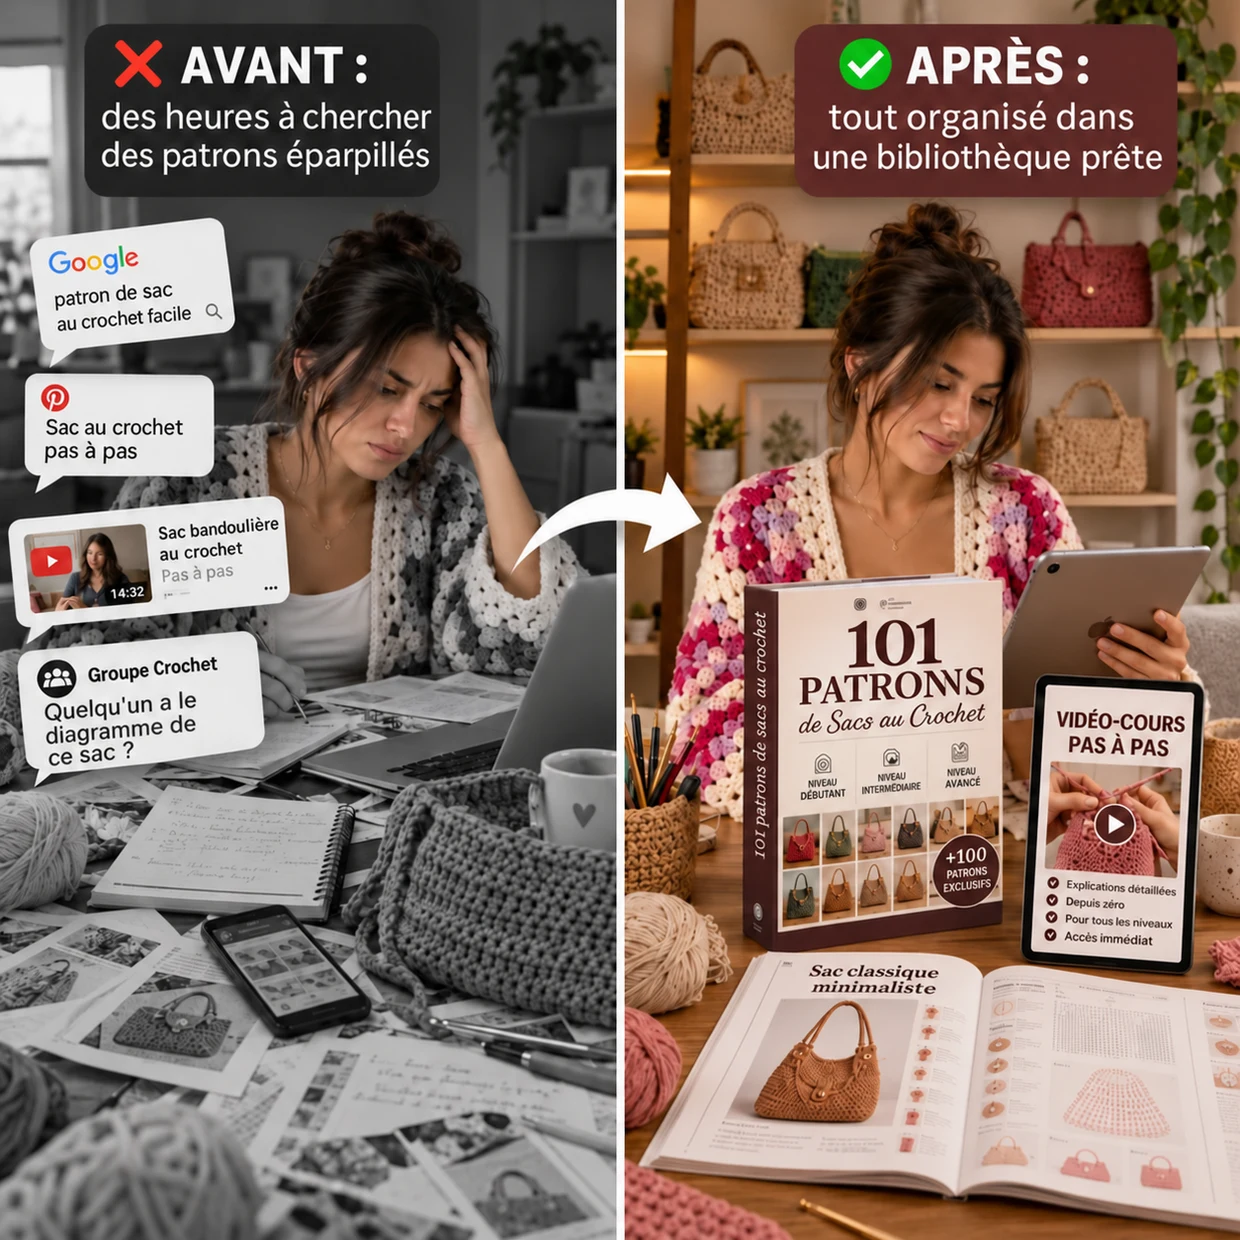 AVANT :
des heures à chercher
des patrons éparpillés
Google
patron de sac
au crochet facile
Sac au crochet
pas à pas
Sac bandoulière
au crochet
Pas à pas
14:32
Groupe Crochet
Quelqu'un a le
diagramme de
ce sac ?
APRÈS :
tout organisé dans
une bibliothèque prête
101 patrons de sacs au crochet
101
PATRONS
de Sacs au Crochet
NIVEAU
DÉBUTANT
NIVEAU
INTERMÉDIAIRE
NIVEAU
AVANCÉ
+100
PATRONS
EXCLUSIFS
VIDÉO-COURS
PAS À PAS
Explications détaillées
Depuis zéro
Pour tous les niveaux
Accès immédiat
Sac classique
minimaliste